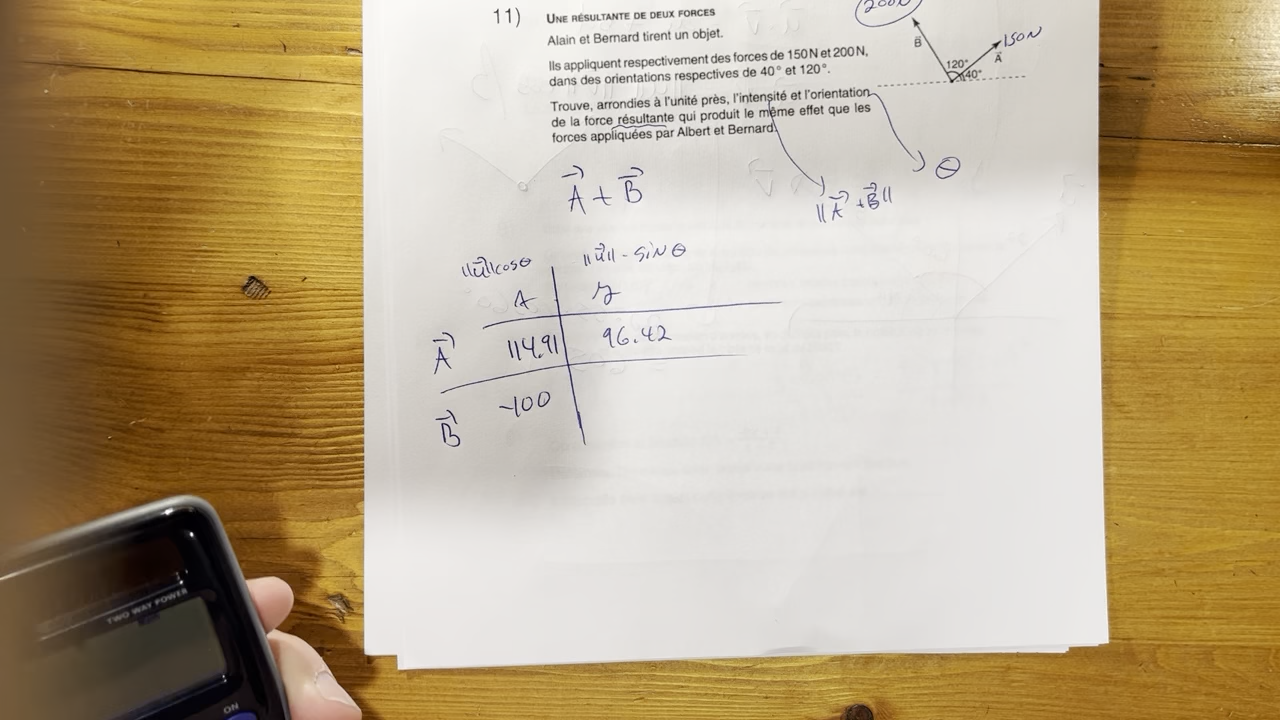 11) UNE RÉSULTANTE DE DEUX FORCES
Alain et Bernard tirent un objet.
Ils appliquent respectivement des forces de 150 N et 200 N,
dans des orientations respectives de 40° et 120°.
Trouve, arrondies à l'unité près, l'intensité et l'orientation
de la force résultante qui produit le même effet que les
forces appliquées par Albert et Bernard.
200N
B⃗
150N
A⃗
120°
40°
θ
||A⃗ + B⃗||
A⃗ + B⃗
||u⃗||cosθ ||u⃗|| - sinθ
y
A⃗ 114.91 96.42
B⃗ -100
TWO WAY POWER
ON